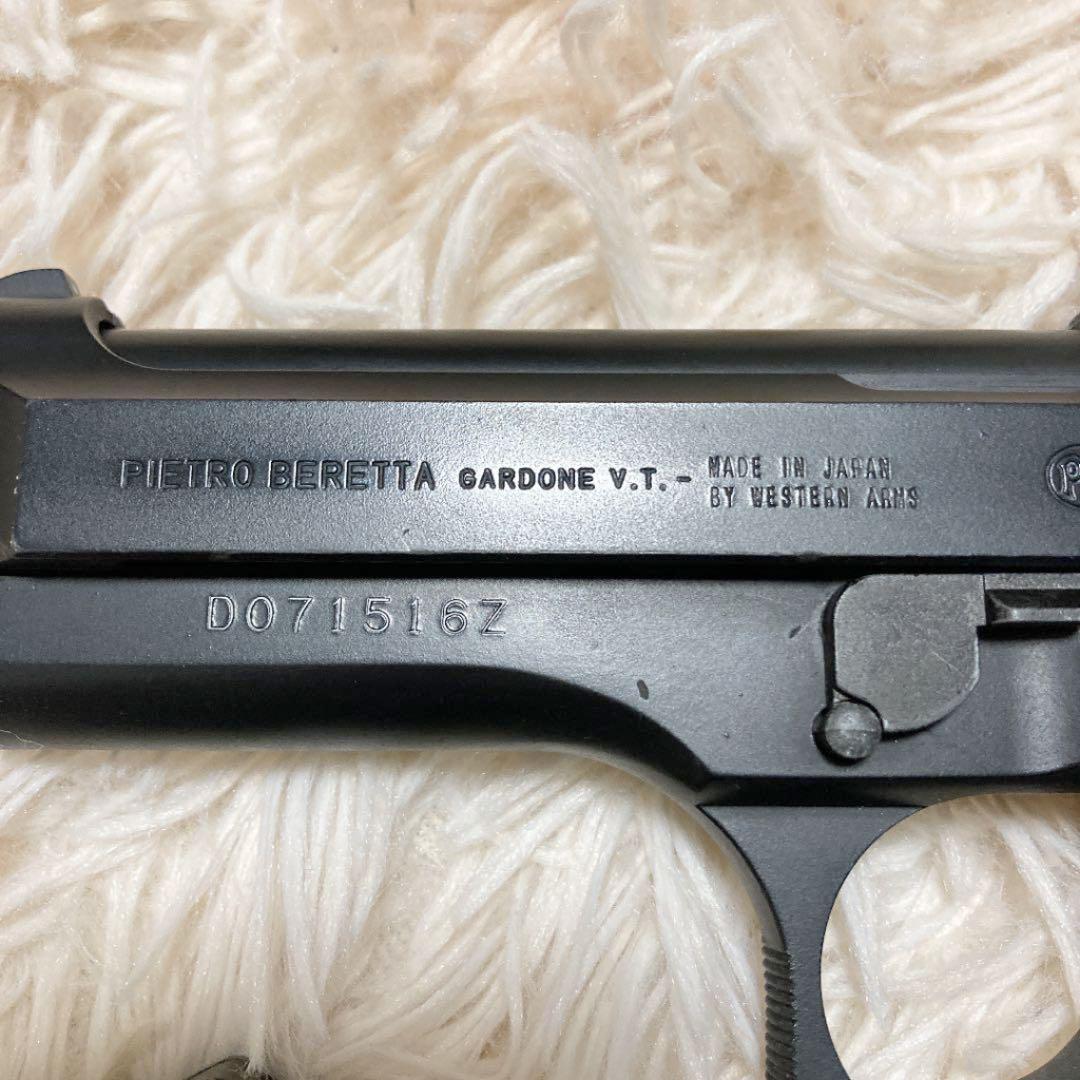 PIETRO BERETTA GARDONE V.T. - MADE IN JAPAN
BY WESTERN ARMS
D071516Z